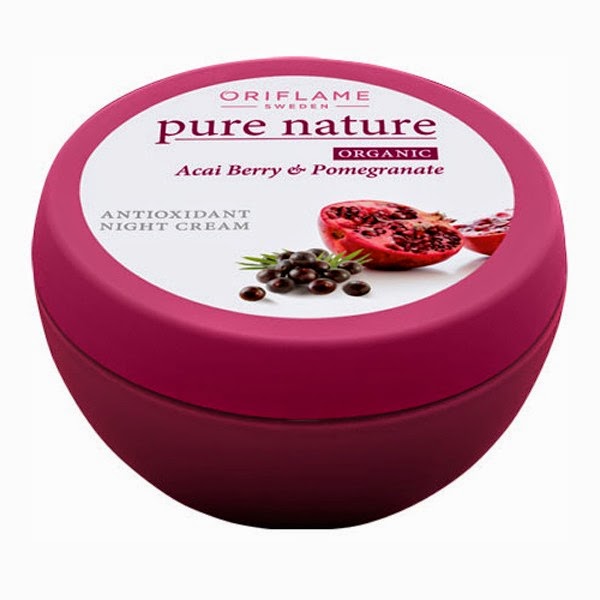 ORIFLAME
SWEDEN
pure nature
ORGANIC
Acai Berry & Pomegranate
ANTIOXIDANT
NIGHT CREAM